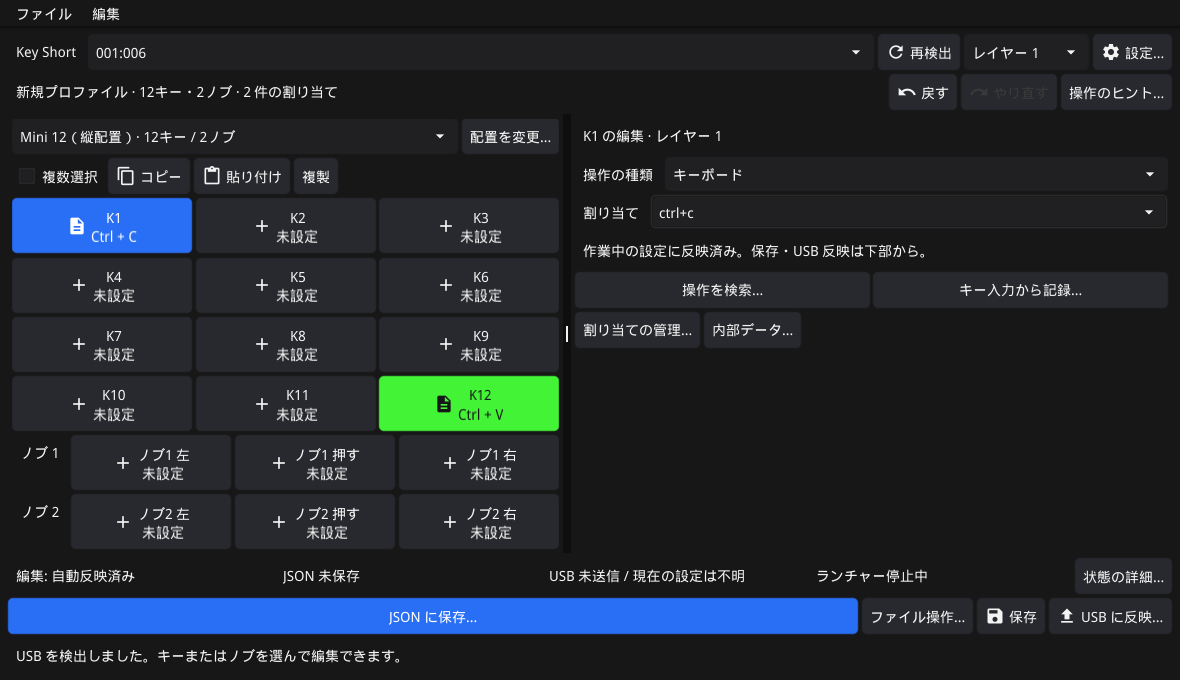 ファイル 編集
Key Short 001:006 再検出 レイヤー 1 設定...
新規プロファイル · 12キー・2ノブ · 2 件の割り当て 戻す やり直す 操作のヒント...
Mini 12 ( 縦配置 ) · 12キー / 2ノブ 配置を変更...
複数選択 コピー 貼り付け 複製
K1
Ctrl + C
K2
未設定
K3
未設定
K4
未設定
K5
未設定
K6
未設定
K7
未設定
K8
未設定
K9
未設定
K10
未設定
K11
未設定
K12
Ctrl + V
ノブ 1
ノブ1 左
未設定
ノブ1 押す
未設定
ノブ1 右
未設定
ノブ 2
ノブ2 左
未設定
ノブ2 押す
未設定
ノブ2 右
未設定
K1 の編集 · レイヤー 1
操作の種類 キーボード
割り当て ctrl+c
作業中の設定に反映済み。保存・USB 反映は下部から。
操作を検索... キー入力から記録...
割り当ての管理... 内部データ...
編集: 自動反映済み JSON 未保存 USB 未送信 / 現在の設定は不明 ランチャー停止中 状態の詳細...
JSON に保存... ファイル操作... 保存 USB に反映...
USB を検出しました。キーまたはノブを選んで編集できます。